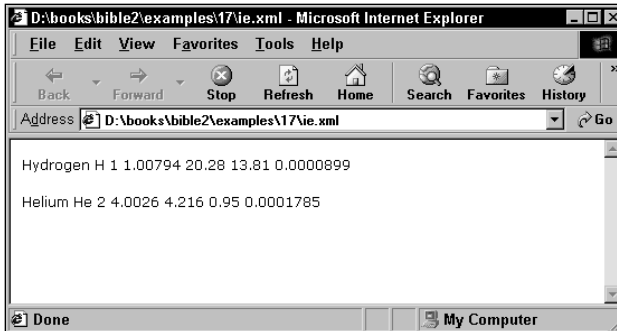 D:\books\bible2\examples\17\ie.xml - Microsoft Internet Explorer
File Edit View Favorites Tools Help
Back Forward Stop Refresh Home Search Favorites History »
Address D:\books\bible2\examples\17\ie.xml Go
Hydrogen H 1 1.00794 20.28 13.81 0.0000899
Helium He 2 4.0026 4.216 0.95 0.0001785
Done My Computer